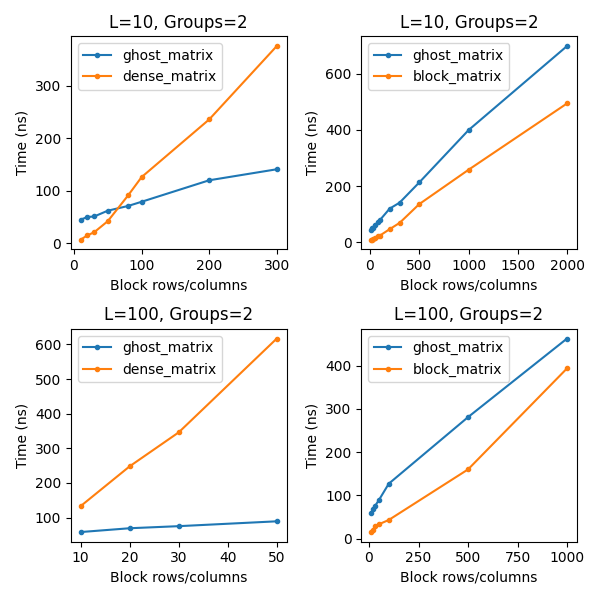 L=10, Groups=2
Time (ns)
300
200
100
0
ghost_matrix
dense_matrix
0 100 200 300
Block rows/columns
L=10, Groups=2
Time (ns)
600
400
200
0
ghost_matrix
block_matrix
0 500 1000 1500 2000
Block rows/columns
L=100, Groups=2
Time (ns)
600
500
400
300
200
100
ghost_matrix
dense_matrix
10 20 30 40 50
Block rows/columns
L=100, Groups=2
Time (ns)
400
300
200
100
0
ghost_matrix
block_matrix
0 250 500 750 1000
Block rows/columns